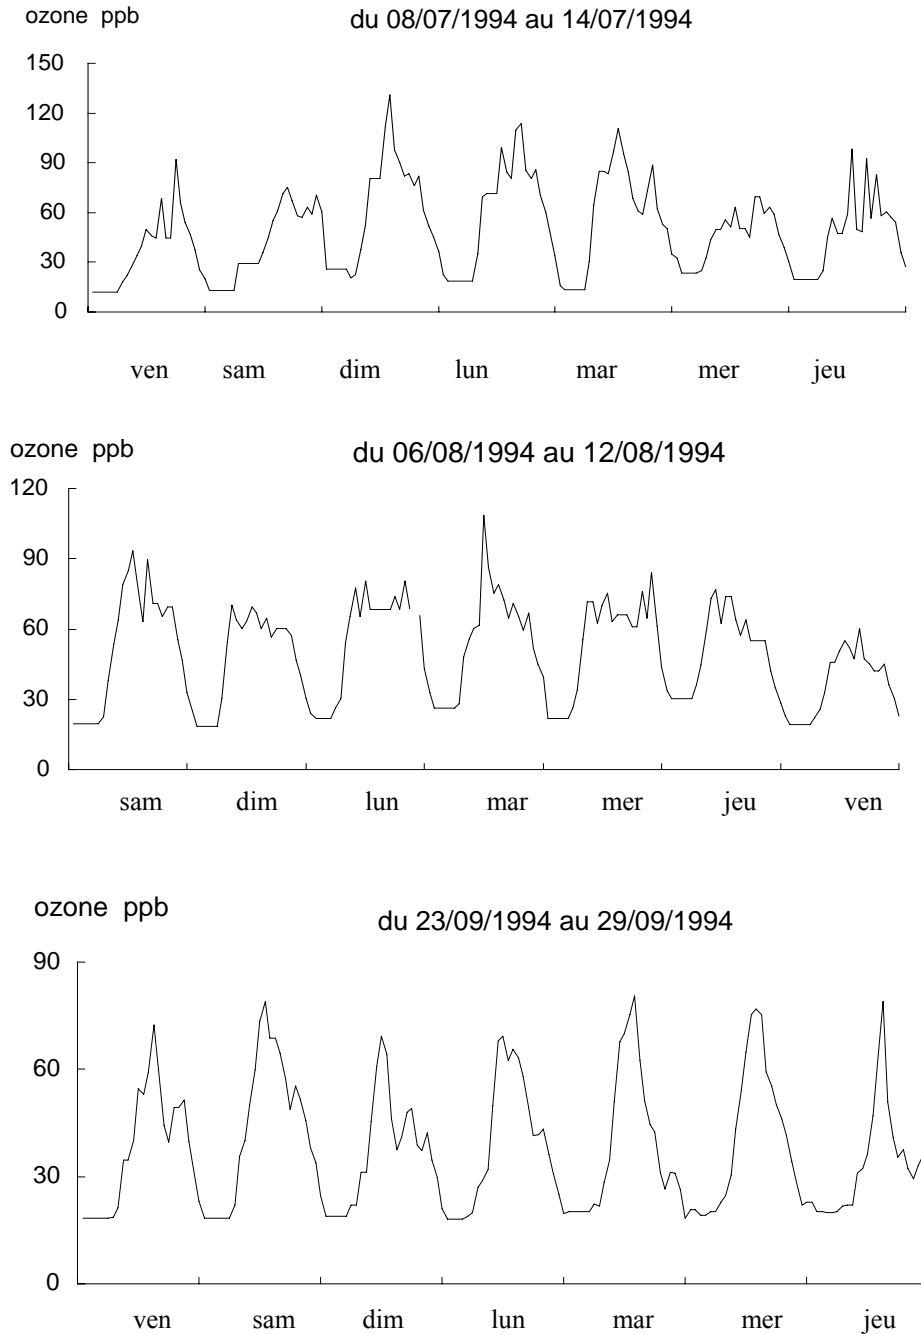 ozone ppb
du 08/07/1994 au 14/07/1994
150
120
90
60
30
0
ven sam dim lun mar mer jeu
ozone ppb
du 06/08/1994 au 12/08/1994
120
90
60
30
0
sam dim lun mar mer jeu ven
ozone ppb
du 23/09/1994 au 29/09/1994
90
60
30
0
ven sam dim lun mar mer jeu